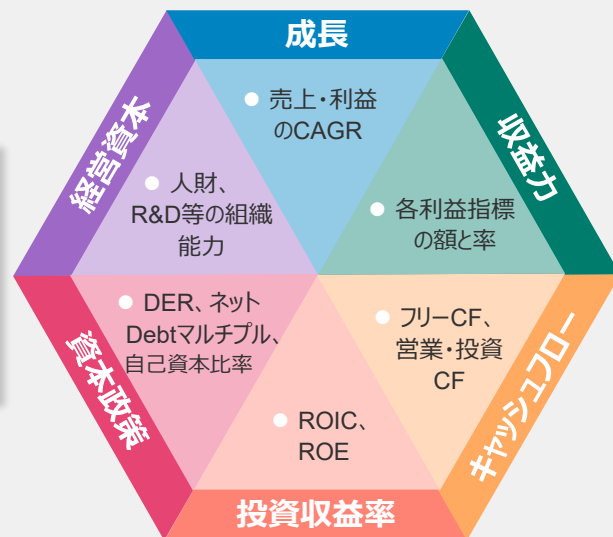 成長
● 売上・利益
のCAGR
収益力
● 各利益指標
の額と率
キャッシュフロー
● フリーCF、
営業・投資
CF
投資収益率
● ROIC、
ROE
資本政策
● DER、ネット
Debtマルチプル、
自己資本比率
経営資本
● 人財、
R&D等の組織
能力